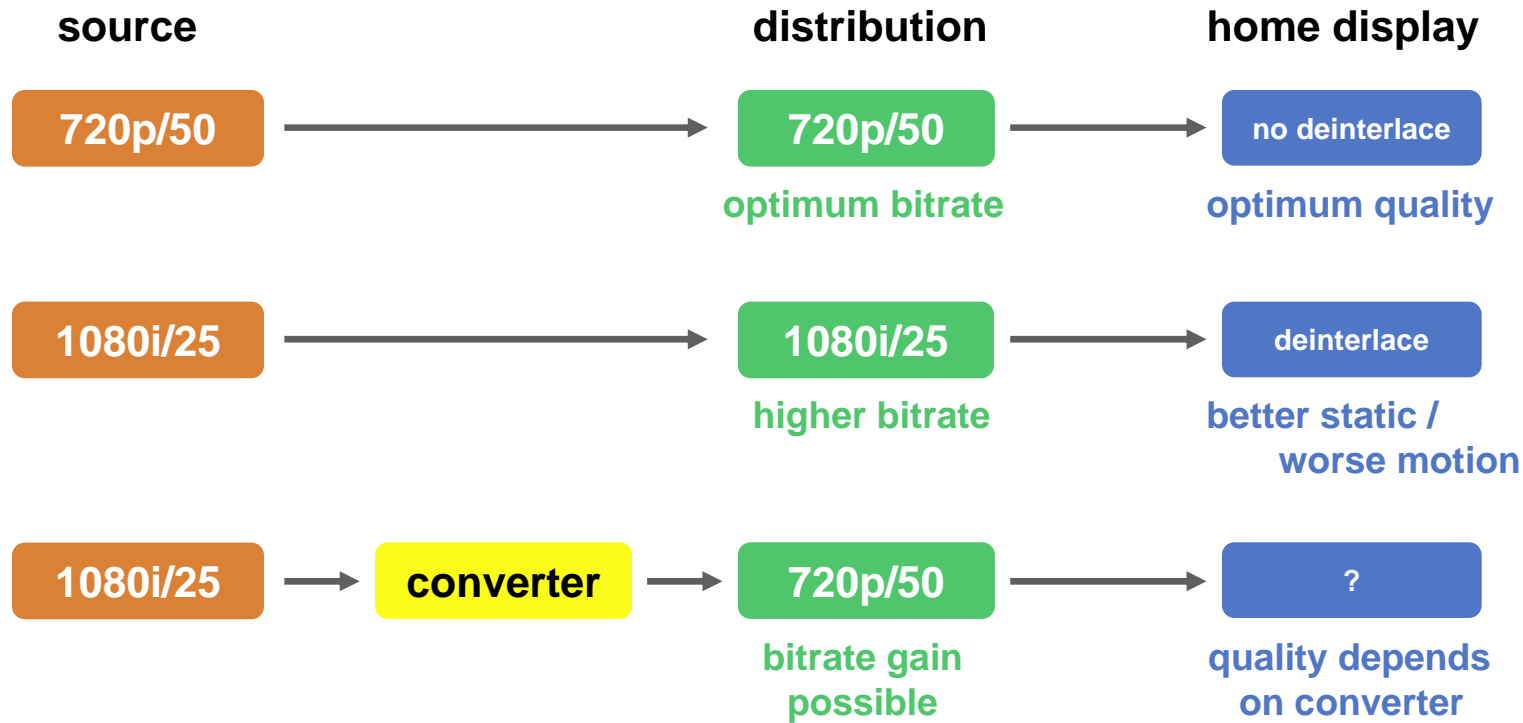 source
distribution
home display
720p/50
720p/50
no deinterlace
optimum bitrate
optimum quality
1080i/25
1080i/25
deinterlace
higher bitrate
better static /
worse motion
1080i/25
converter
720p/50
?
bitrate gain
possible
quality depends
on converter